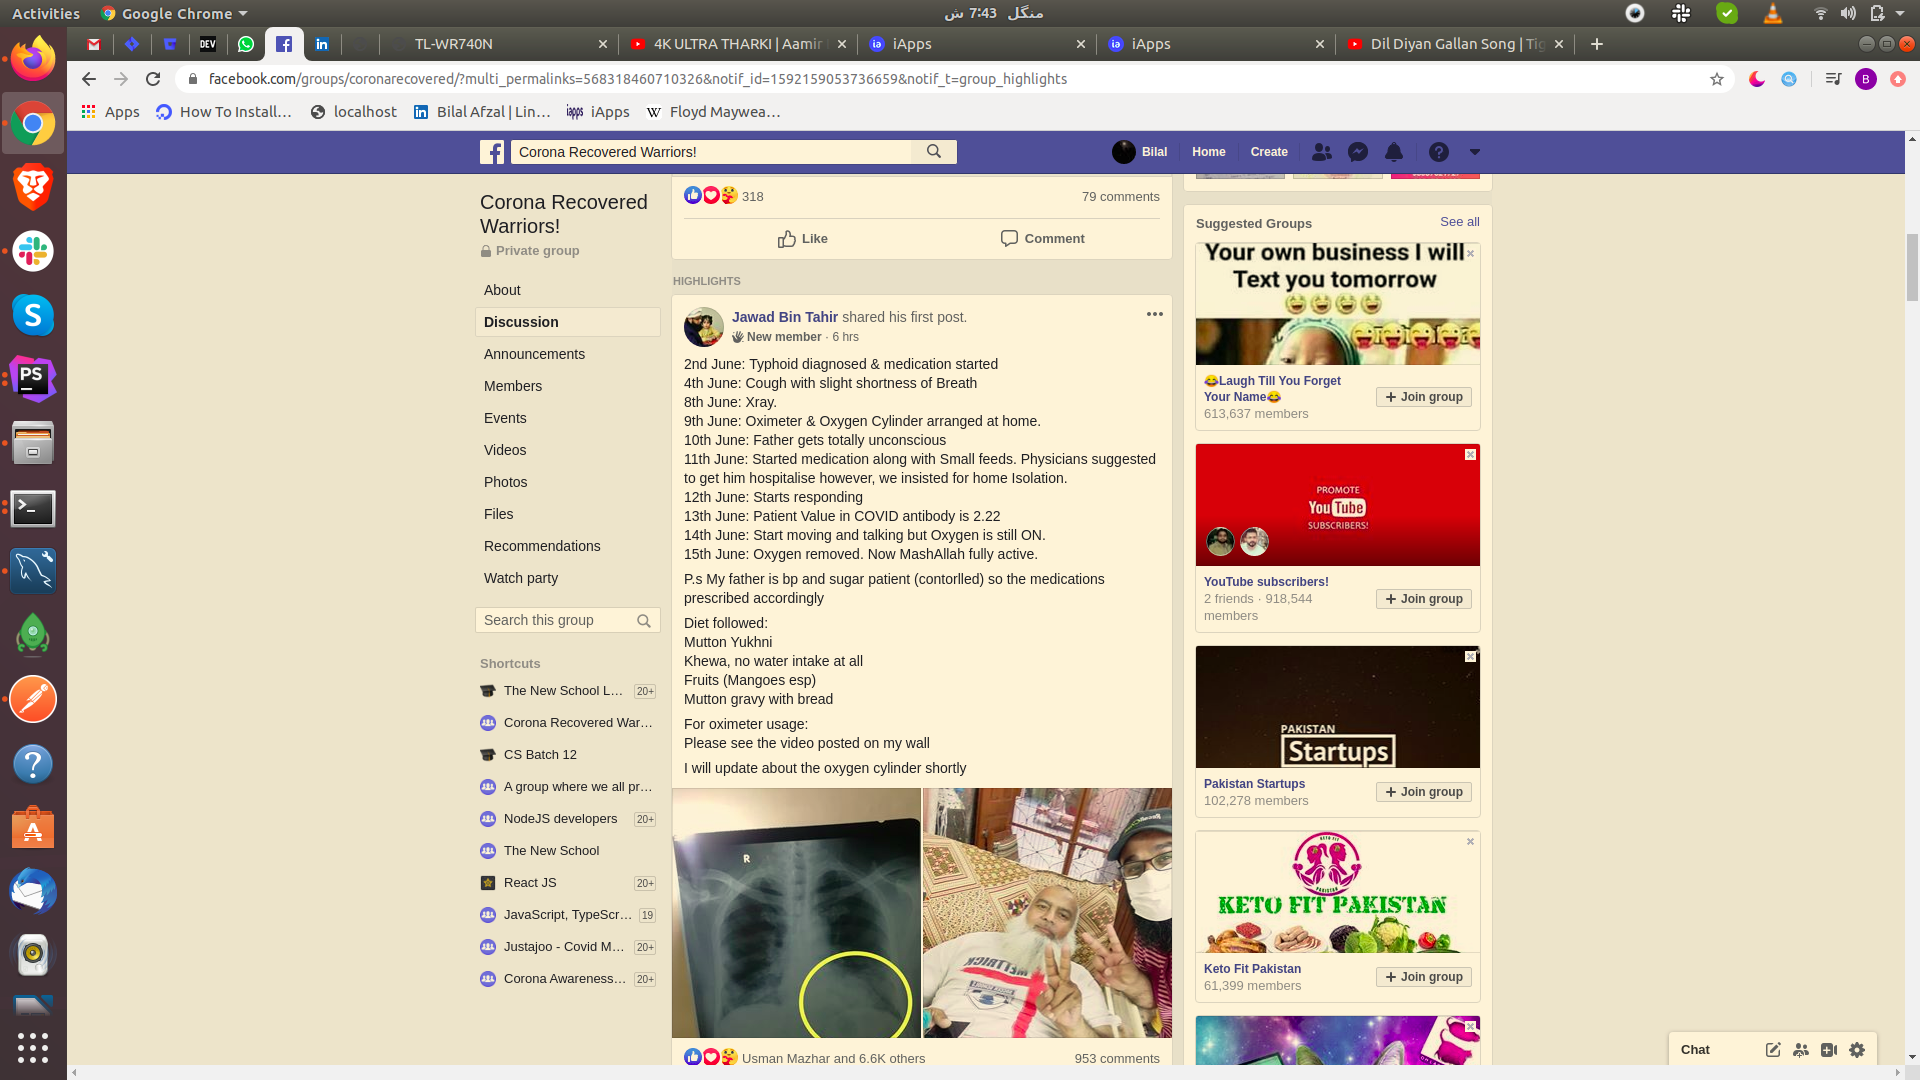 Activities
Google Chrome
منگل 7:43 ش
TL-WR740N
4K ULTRA THARKI | Aamir
iApps
iApps
Dil Diyan Gallan Song | Tig
facebook.com/groups/coronarecovered/?multi_permalinks=568318460710326&notif_id=1592159053736659&notif_t=group_highlights
Apps
How To Install…
localhost
Bilal Afzal | Lin…
iApps
Floyd Maywea…
Corona Recovered Warriors!
Bilal
Home
Create
Corona Recovered
Warriors!
Private group
About
Discussion
Announcements
Members
Events
Videos
Photos
Files
Recommendations
Watch party
Search this group
Shortcuts
The New School L... 20+
Corona Recovered War...
CS Batch 12
A group where we all pr...
NodeJS developers 20+
The New School
React JS 20+
JavaScript, TypeScr... 19
Justajoo - Covid M... 20+
Corona Awareness... 20+
318
79 comments
Like
Comment
HIGHLIGHTS
Jawad Bin Tahir shared his first post.
New member · 6 hrs
2nd June: Typhoid diagnosed & medication started
4th June: Cough with slight shortness of Breath
8th June: Xray.
9th June: Oximeter & Oxygen Cylinder arranged at home.
10th June: Father gets totally unconscious
11th June: Started medication along with Small feeds. Physicians suggested
to get him hospitalise however, we insisted for home Isolation.
12th June: Starts responding
13th June: Patient Value in COVID antibody is 2.22
14th June: Start moving and talking but Oxygen is still ON.
15th June: Oxygen removed. Now MashAllah fully active.
P.s My father is bp and sugar patient (contorlled) so the medications
prescribed accordingly
Diet followed:
Mutton Yukhni
Khewa, no water intake at all
Fruits (Mangoes esp)
Mutton gravy with bread
For oximeter usage:
Please see the video posted on my wall
I will update about the oxygen cylinder shortly
R
Usman Mazhar and 6.6K others
953 comments
Suggested Groups
See all
Your own business I will
Text you tomorrow
😂Laugh Till You Forget
Your Name😂
613,637 members
Join group
PROMOTE
YouTube
SUBSCRIBERS!
YouTube subscribers!
2 friends · 918,544
members
Join group
PAKISTAN
Startups
Pakistan Startups
102,278 members
Join group
KETO FIT PAKISTAN
Keto Fit Pakistan
61,399 members
Join group
Chat